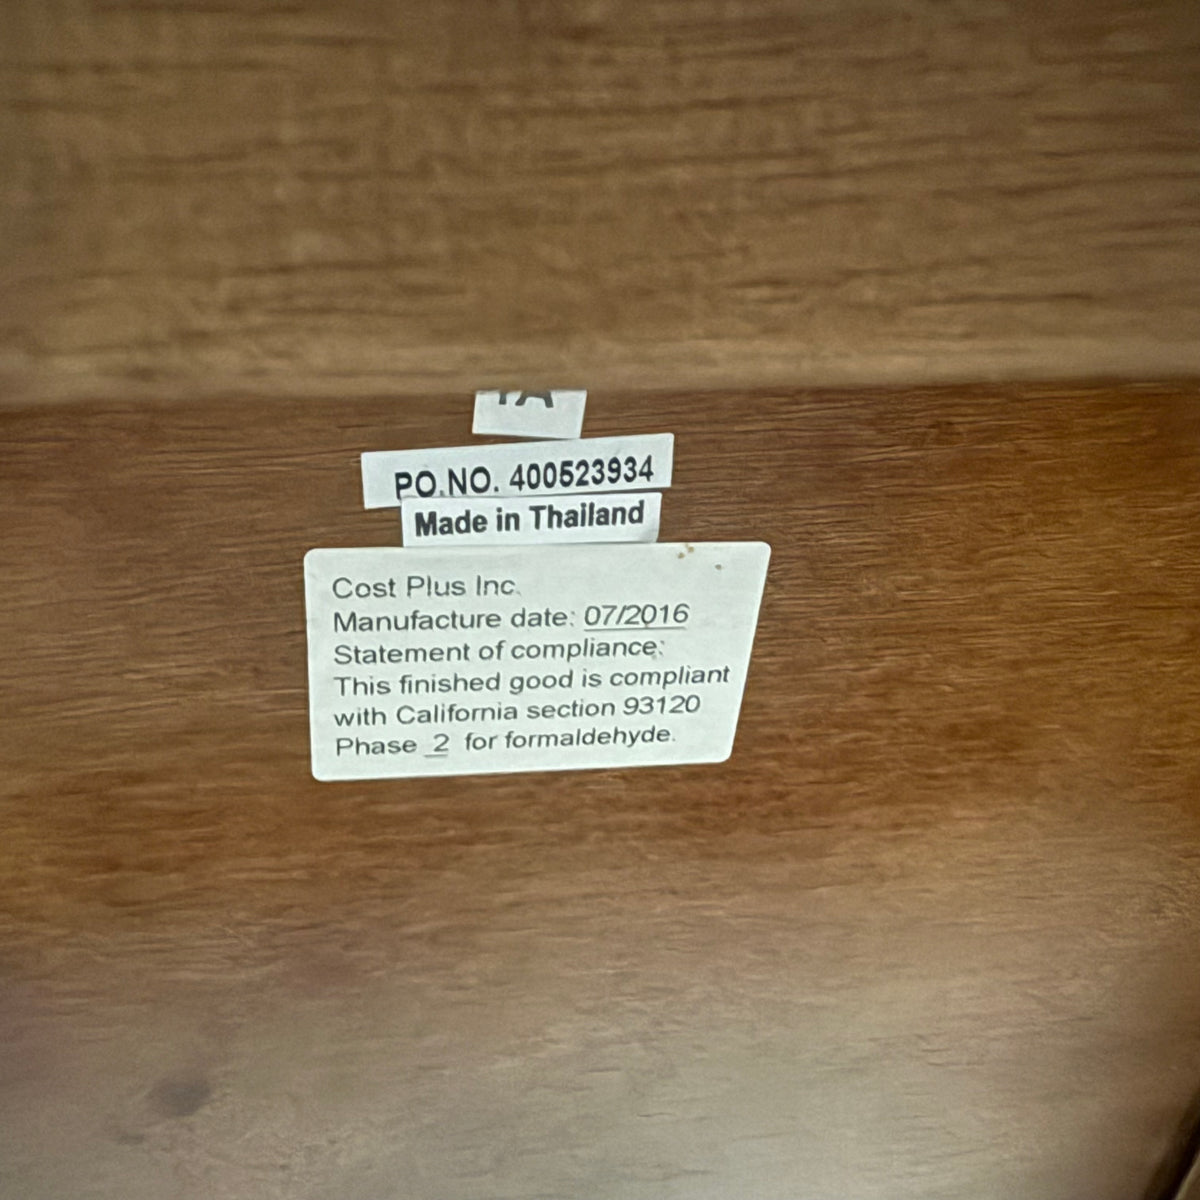 PO.NO. 400523934
Made in Thailand
Cost Plus Inc.
Manufacture date: 07/2016
Statement of compliance:
This finished good is compliant
with California section 93120
Phase 2 for formaldehyde.